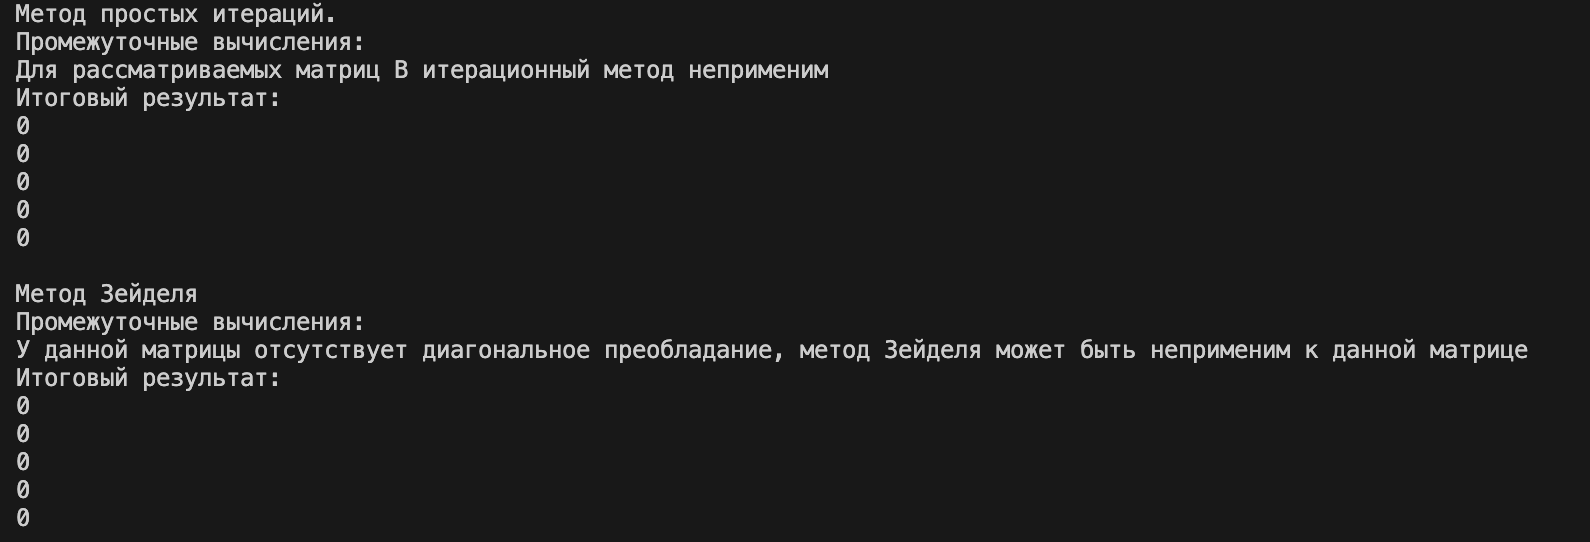 Метод простых итераций.
Промежуточные вычисления:
Для рассматриваемых матриц B итерационный метод неприменим
Итоговый результат:
0
0
0
0
0
Метод Зейделя
Промежуточные вычисления:
У данной матрицы отсутствует диагональное преобладание, метод Зейделя может быть неприменим к данной матрице
Итоговый результат:
0
0
0
0
0